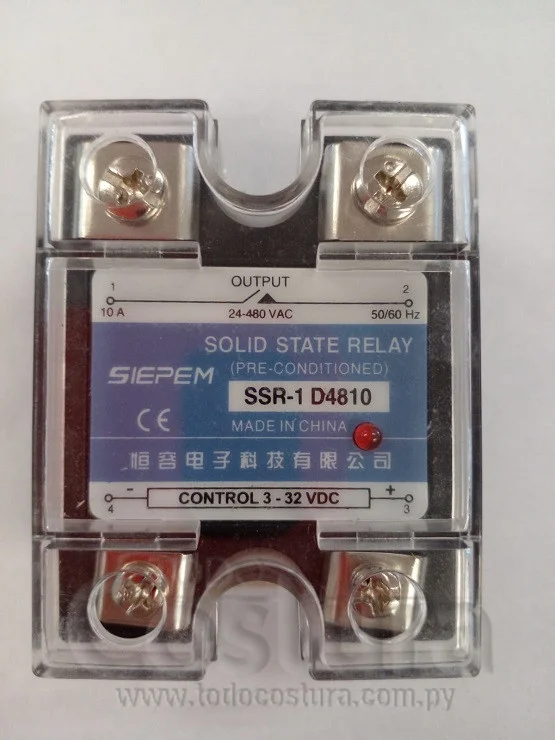 OUTPUT
1 2
10 A 24-480 VAC 50/60 Hz
SOLID STATE RELAY
SIEPEM (PRE-CONDITIONED)
SSR-1 D4810
CE MADE IN CHINA
恒容电子科技有限公司
- CONTROL 3 - 32 VDC +
4 3
costura
www.todocostura.com.py